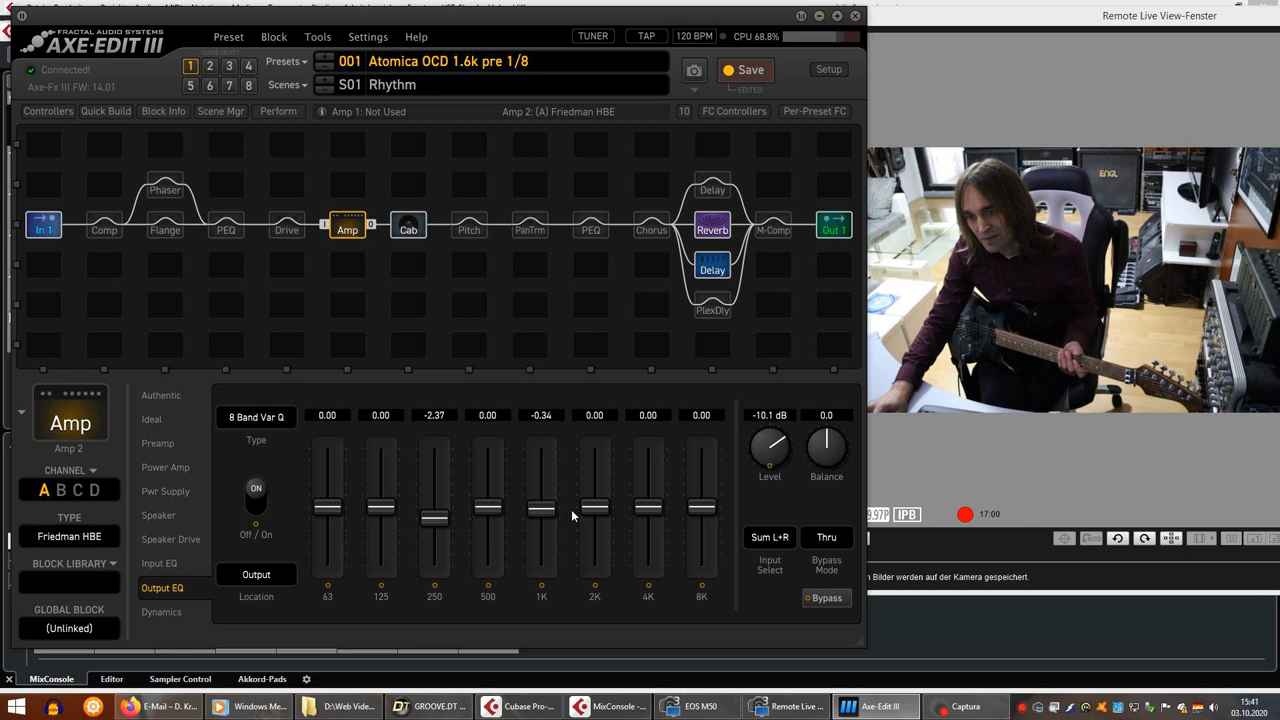 Remote Live View-Fenster
FRACTAL AUDIO SYSTEMS
AXE-EDIT III
Preset Block Tools Settings Help
TUNER TAP 120 BPM CPU 68.8%
SCENE SELECT
1 2 3 4
5 6 7 8
Presets 001 Atomica OCD 1.6k pre 1/8
Scenes S01 Rhythm
Save
EDITED
Setup
Connected!
Axe-Fx III FW: 14.01
Controllers Quick Build Block Info Scene Mgr Perform Amp 1: Not Used Amp 2: (A) Friedman HBE 10 FC Controllers Per-Preset FC
Phaser Delay
In 1 Comp Flange PEQ Drive I Amp O Cab Pitch PanTrm PEQ Chorus Reverb M-Comp Out 1
Delay
PlexDly
ENGL
Amp
Amp 2
CHANNEL
A B C D
TYPE
Friedman HBE
BLOCK LIBRARY
GLOBAL BLOCK
(Unlinked)
Authentic
Ideal
Preamp
Power Amp
Pwr Supply
Speaker
Speaker Drive
Input EQ
Output EQ
Dynamics
8 Band Var Q
Type
ON
Off / On
Output
Location
0.00 0.00 -2.37 0.00 -0.34 0.00 0.00 0.00
63 125 250 500 1K 2K 4K 8K
-10.1 dB 0.0
Level Balance
Sum L+R Thru
Input Select
Bypass Mode
Bypass
9.97P IPB 17:00
n Bilder werden auf der Kamera gespeichert.
MixConsole Editor Sampler Control Akkord-Pads
E-Mail – D. Kr... Windows Me... D:\Web Video... GROOVE.DT ... Cubase Pro-... MixConsole -... EOS M50 Remote Live ... Axe-Edit III Captura
15:41
03.10.2020